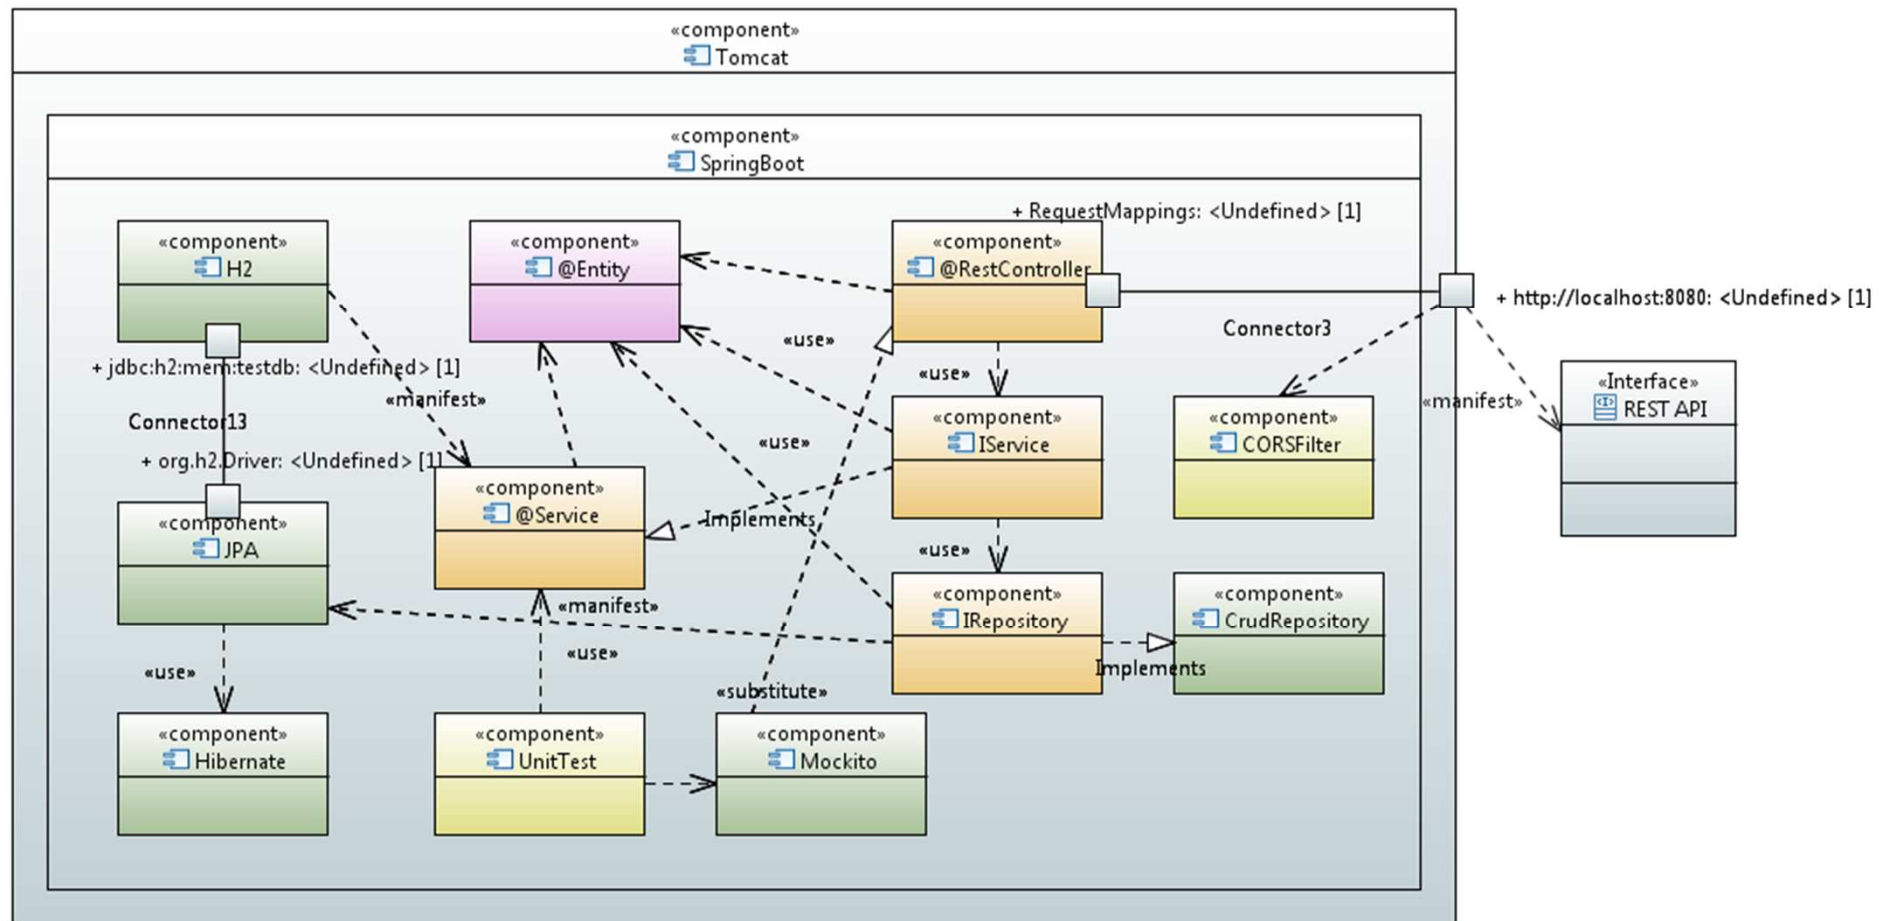 «component»
Tomcat
«component»
SpringBoot
+ RequestMappings: <Undefined> [1]
«component»
H2
«component»
@Entity
«component»
@RestController
+ http://localhost:8080: <Undefined> [1]
Connector3
«use»
+ jdbc:h2:mem:testdb: <Undefined> [1]
«use»
«manifest»
«manifest»
«Interface»
REST API
Connector13
«use»
«component»
IService
«component»
CORSFilter
+ org.h2.Driver: <Undefined> [1]
«component»
@Service
Implements
«component»
JPA
«use»
«manifest»
«component»
IRepository
«component»
CrudRepository
«use»
«use»
Implements
«substitute»
«component»
Hibernate
«component»
UnitTest
«component»
Mockito